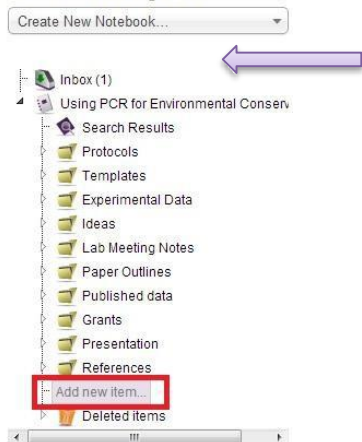 Create New Notebook...
Inbox (1)
Using PCR for Environmental Conserv
Search Results
Protocols
Templates
Experimental Data
Ideas
Lab Meeting Notes
Paper Outlines
Published data
Grants
Presentation
References
Add new item...
Deleted items